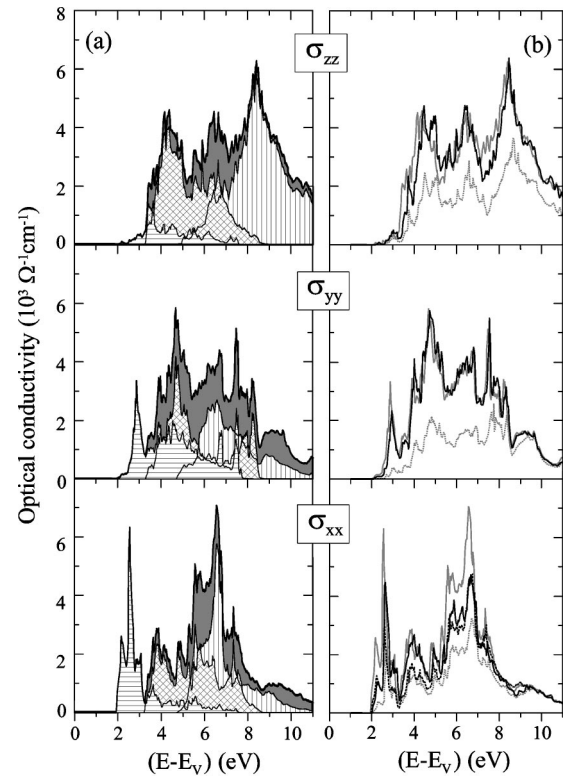 (a) (b)
σzz
8
6
4
2
0
σyy
6
4
2
0
σxx
6
4
2
0
Optical conductivity (10³ Ω⁻¹cm⁻¹)
0 2 4 6 8 10 0 2 4 6 8 10
(E-Eᵥ) (eV) (E-Eᵥ) (eV)